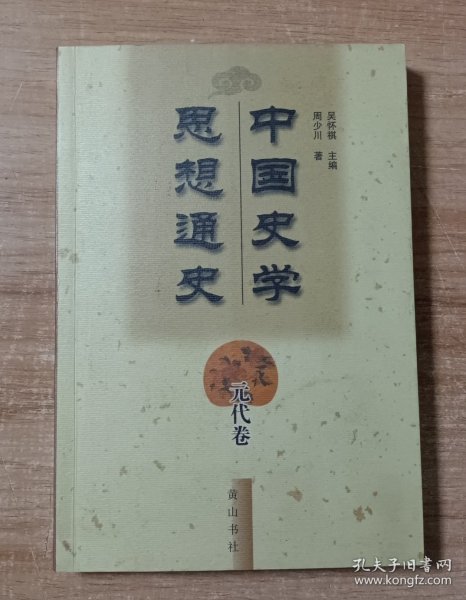 吴怀祺 主编
周少川 著
中国史学
思想通史
元代卷
黄山书社
孔夫子旧书网
www.kongfz.com